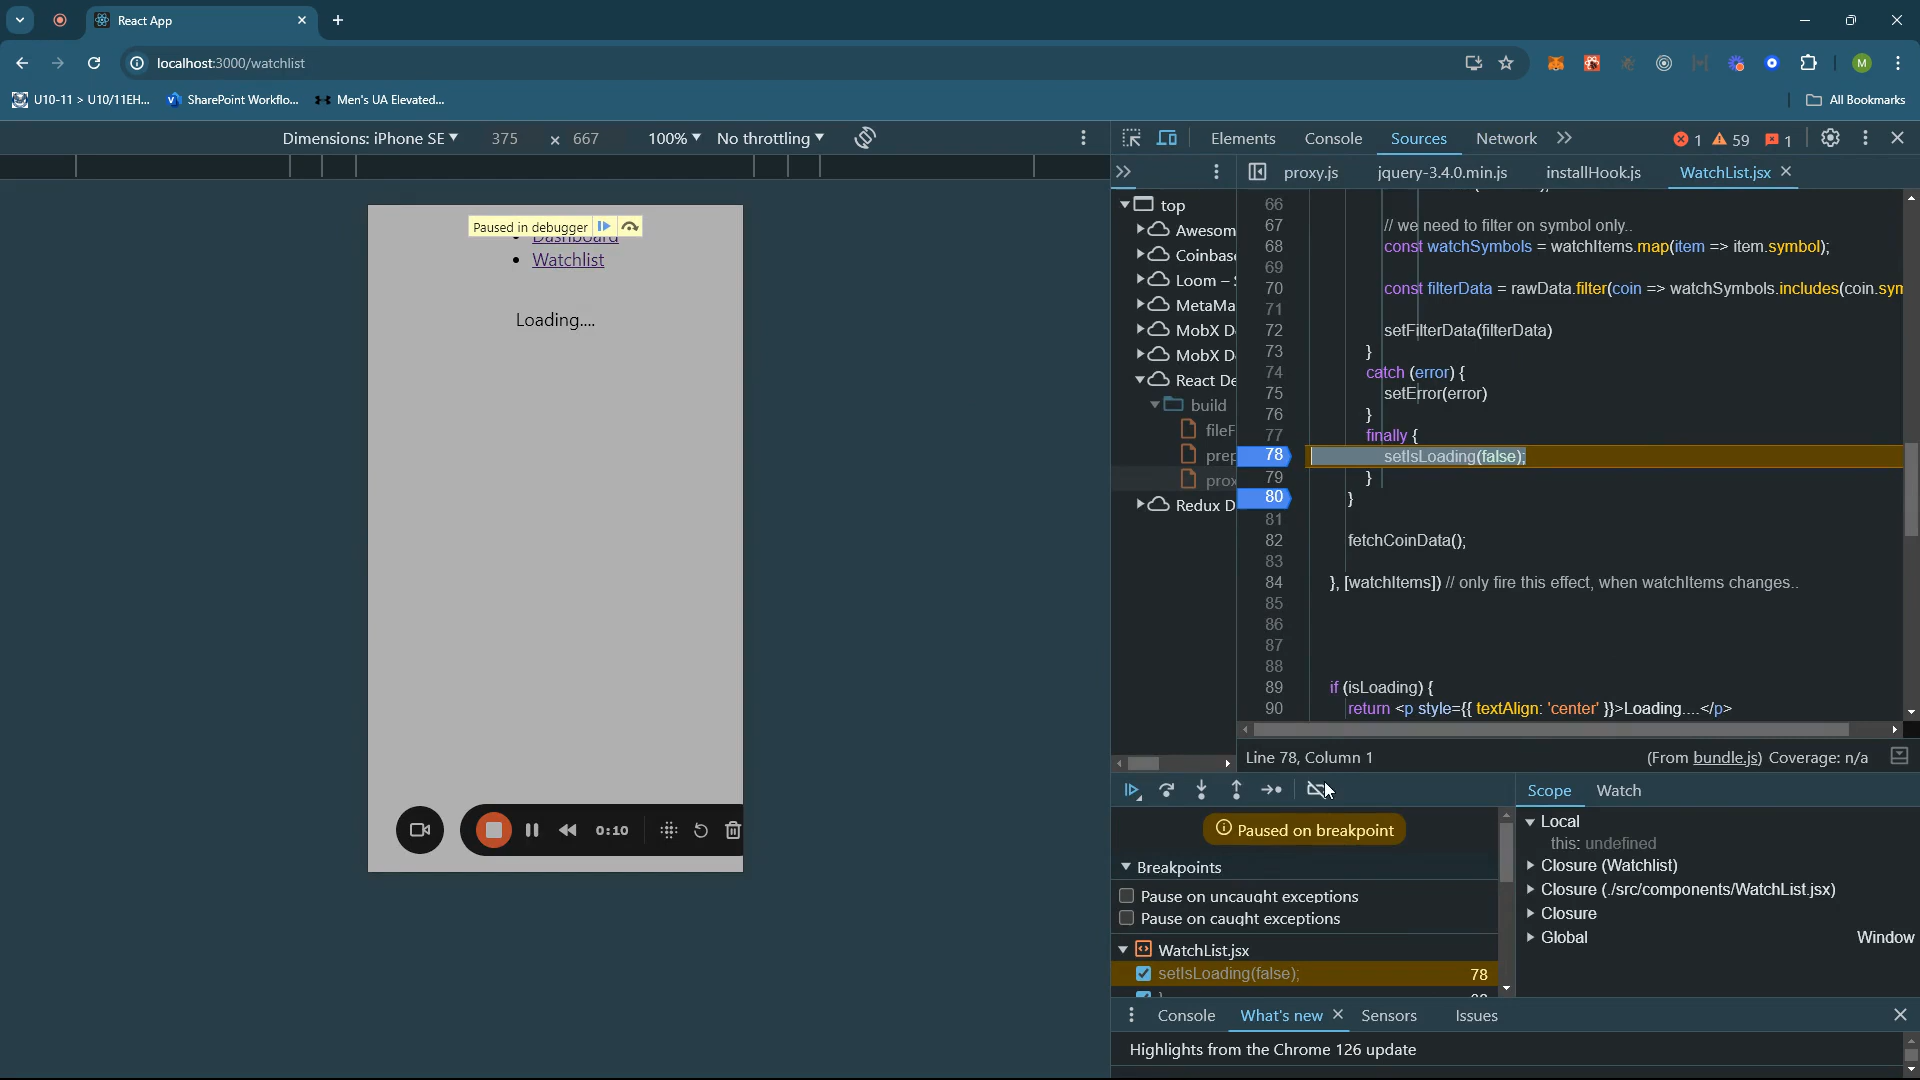 React App
localhost:3000/watchlist
M
U10-11 > U10/11EH...
SharePoint Workflo...
Men's UA Elevated...
All Bookmarks
Dimensions: iPhone SE
375
×
667
100%
No throttling
Elements
Console
Sources
Network
1
59
1
proxy.js
jquery-3.4.0.min.js
installHook.js
WatchList.jsx
Paused in debugger
Dashboard
Watchlist
Loading....
0:10
top
Awesom
Coinbas
Loom –
MetaMa
MobX D
MobX D
React De
build
fileF
prep
prox
Redux D
66
67 // we need to filter on symbol only..
68 const watchSymbols = watchItems.map(item => item.symbol);
69
70 const filterData = rawData.filter(coin => watchSymbols.includes(coin.sym
71
72 setFilterData(filterData)
73 }
74 catch (error) {
75 setError(error)
76 }
77 finally {
78 setIsLoading(false);
79 }
80 }
81
82 fetchCoinData();
83
84 }, [watchItems]) // only fire this effect, when watchItems changes..
85
86
87
88
89 if (isLoading) {
90 return <p style={{ textAlign: 'center' }}>Loading....</p>
Line 78, Column 1
(From bundle.js) Coverage: n/a
Scope
Watch
Paused on breakpoint
Breakpoints
Pause on uncaught exceptions
Pause on caught exceptions
WatchList.jsx
setIsLoading(false);
78
Local
this: undefined
Closure (Watchlist)
Closure (./src/components/WatchList.jsx)
Closure
Global
Window
Console
What's new
Sensors
Issues
Highlights from the Chrome 126 update